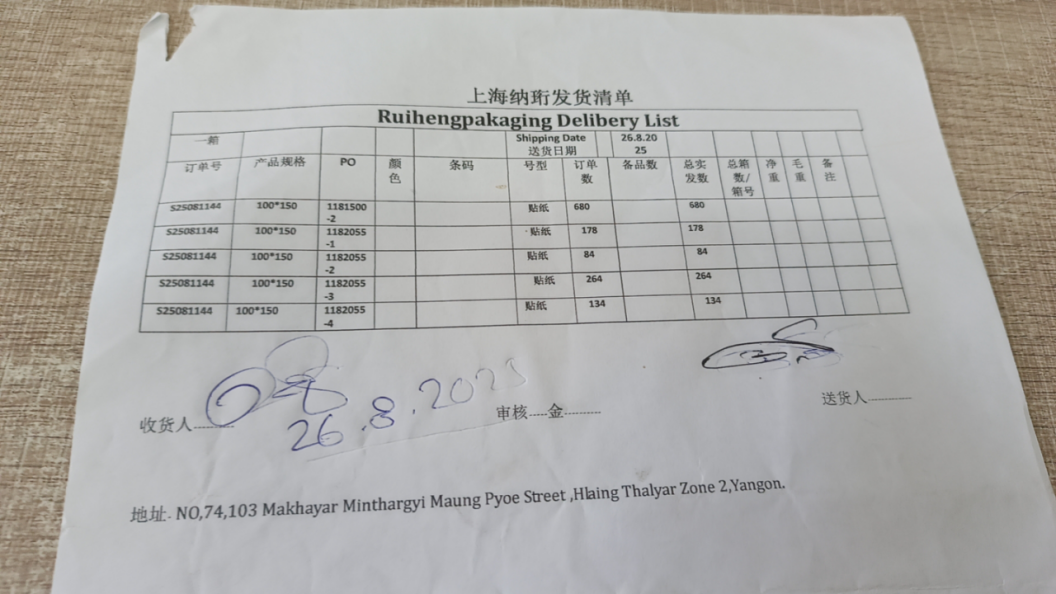 上海纳珩发货清单
Ruihengpakaging Delibery List
一箱 Shipping Date 送货日期 26.8.2025
订单号 产品规格 PO 颜色 条码 号型 订单数 备品数 总实发数 总箱数/箱号 净重 毛重 备注
S25081144 100*150 1181500-2 贴纸 680 680
S25081144 100*150 1182055-1 贴纸 178 178
S25081144 100*150 1182055-2 贴纸 84 84
S25081144 100*150 1182055-3 贴纸 264 264
S25081144 100*150 1182055-4 贴纸 134 134
收货人.......... 审核.....金.......... 送货人............
26.8.2025
地址- NO,74,103 Makhayar Minthargyi Maung Pyoe Street ,Hlaing Thalyar Zone 2,Yangon.